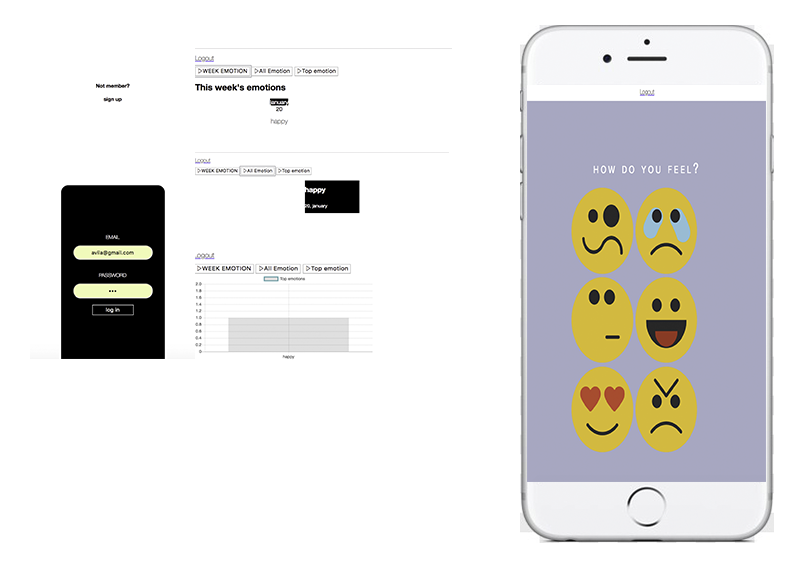 Not member?
sign up
EMAIL
avila@gmail.com
PASSWORD
•••
log in
Logout
▷WEEK EMOTION ▷All Emotion ▷Top emotion
This week's emotions
january
20
happy
Logout
▷WEEK EMOTION ▷All Emotion ▷Top emotion
happy
20, january
Logout
▷WEEK EMOTION ▷All Emotion ▷Top emotion
Top emotions
2.0
1.8
1.6
1.4
1.2
1.0
0.8
0.6
0.4
0.2
0
happy
Logout
HOW DO YOU FEEL?